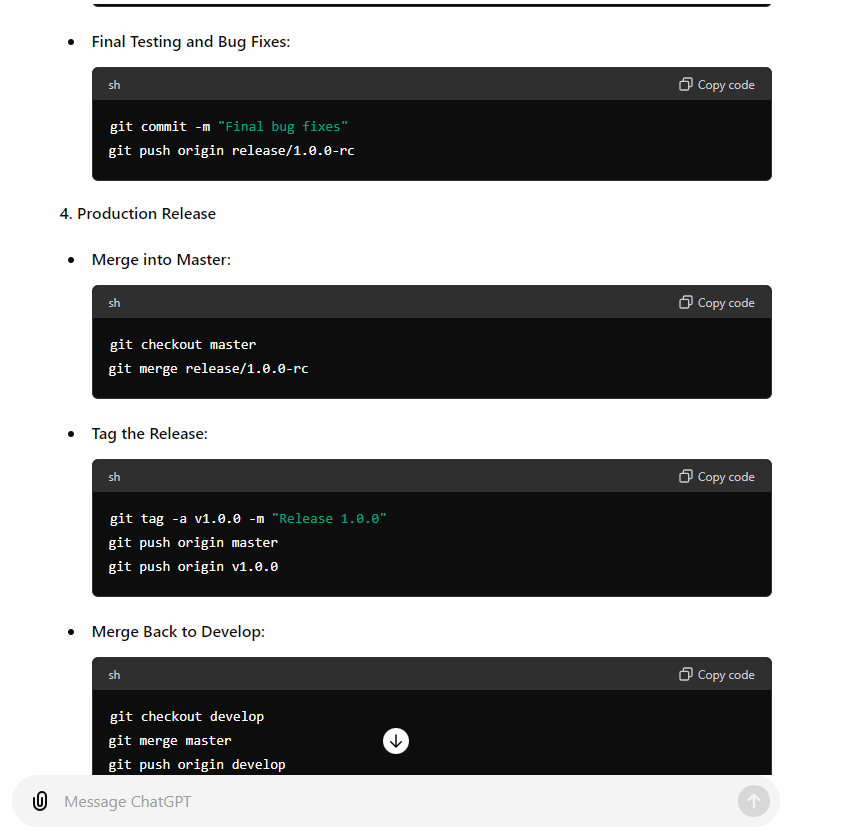 Final Testing and Bug Fixes:
sh
Copy code
git commit -m "Final bug fixes"
git push origin release/1.0.0-rc
4. Production Release
Merge into Master:
sh
Copy code
git checkout master
git merge release/1.0.0-rc
Tag the Release:
sh
Copy code
git tag -a v1.0.0 -m "Release 1.0.0"
git push origin master
git push origin v1.0.0
Merge Back to Develop:
sh
Copy code
git checkout develop
git merge master
git push origin develop
Message ChatGPT